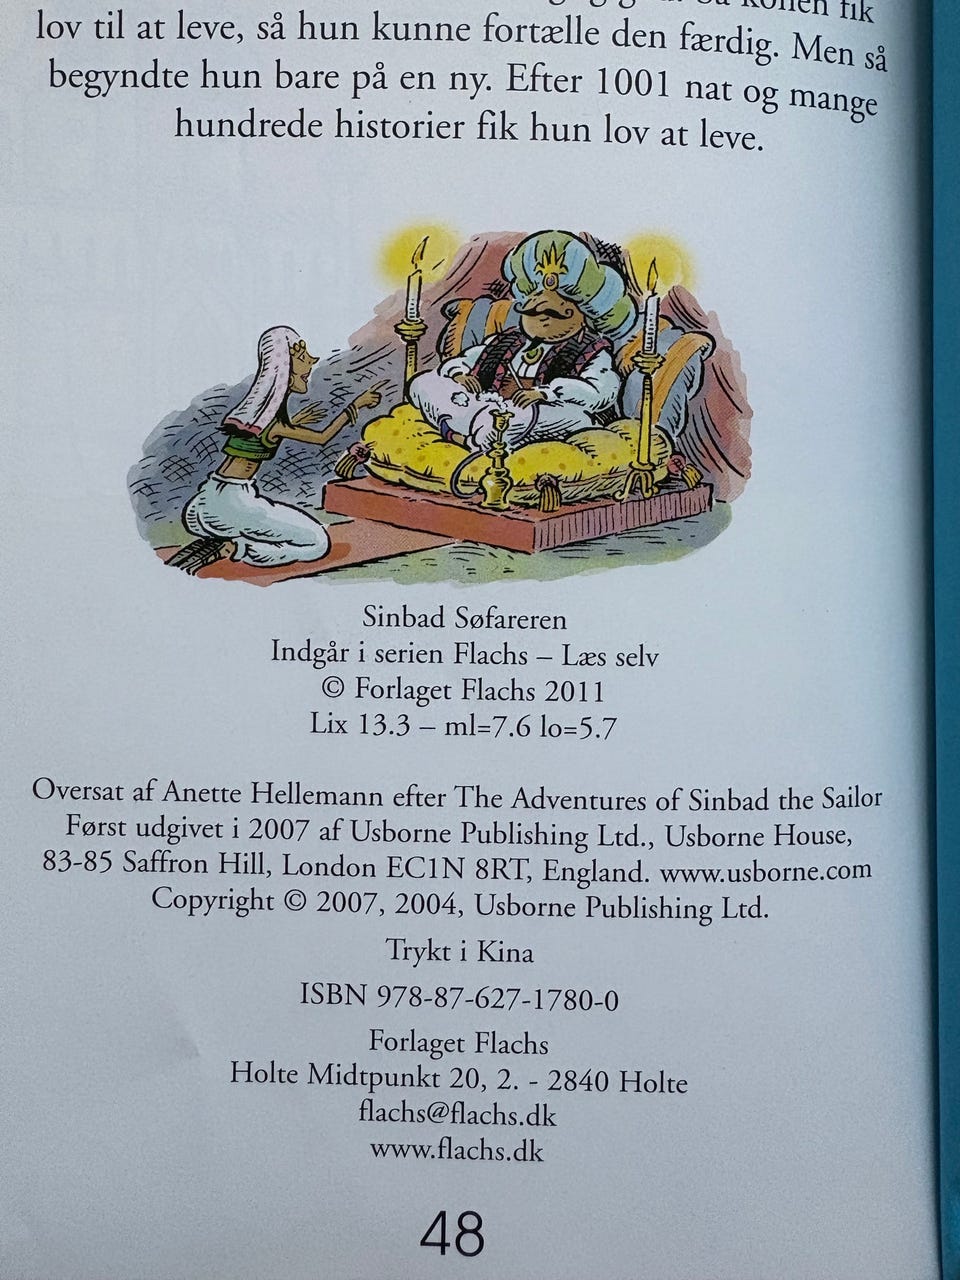 konen fik
lov til at leve, så hun kunne fortælle den færdig. Men så
begyndte hun bare på en ny. Efter 1001 nat og mange
hundrede historier fik hun lov at leve.
Sinbad Søfareren
Indgår i serien Flachs – Læs selv
© Forlaget Flachs 2011
Lix 13.3 – ml=7.6 lo=5.7
Oversat af Anette Hellemann efter The Adventures of Sinbad the Sailor
Først udgivet i 2007 af Usborne Publishing Ltd., Usborne House,
83-85 Saffron Hill, London EC1N 8RT, England. www.usborne.com
Copyright © 2007, 2004, Usborne Publishing Ltd.
Trykt i Kina
ISBN 978-87-627-1780-0
Forlaget Flachs
Holte Midtpunkt 20, 2. - 2840 Holte
flachs@flachs.dk
www.flachs.dk
48